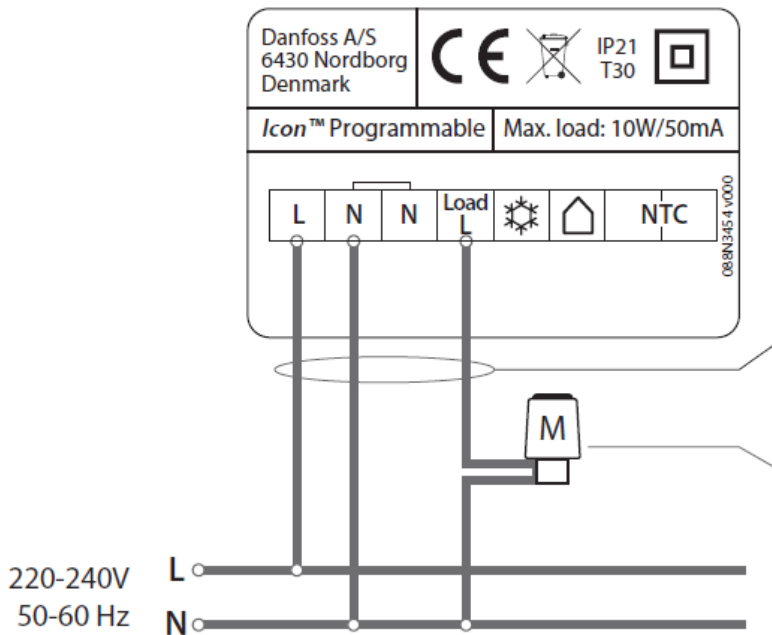 Danfoss A/S
6430 Nordborg
Denmark
CE
IP21
T30
Icon™ Programmable
Max. load: 10W/50mA
L N N Load L NTC
088N3454 v000
M
220-240V
50-60 Hz
L
N